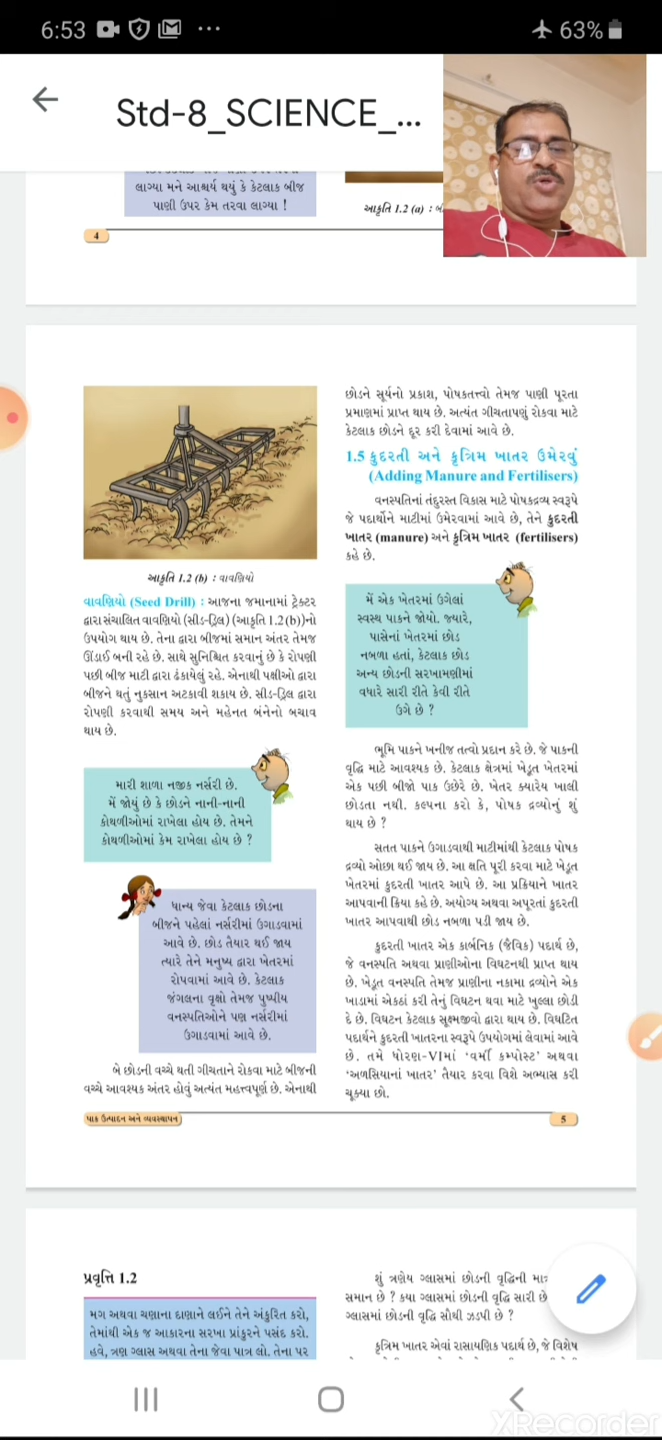 6:53
63%
Std-8_SCIENCE_...
લાગ્યા મને આશ્ચર્ય થયું કે કેટલાક બીજ
પાણી ઉપર કેમ તરવા લાગ્યા !
આકૃતિ 1.2 (a) :
4
આકૃતિ 1.2 (b) : વાવણિયો
વાવણિયો (Seed Drill) : આજના જમાનામાં ટ્રેક્ટર
દ્વારા સંચાલિત વાવણિયો (સીડ-ડ્રિલ) (આકૃતિ 1.2(b))નો
ઉપયોગ થાય છે. તેના દ્વારા બીજમાં સમાન અંતર તેમજ
ઊંડાઈ બની રહે છે. સાથે સુનિશ્ચિત કરવાનું છે કે રોપણી
પછી બીજ માટી દ્વારા ઢંકાયેલું રહે. એનાથી પક્ષીઓ દ્વારા
બીજને થતું નુકસાન અટકાવી શકાય છે. સીડ-ડ્રિલ દ્વારા
રોપણી કરવાથી સમય અને મહેનત બંનેનો બચાવ
થાય છે.
મારી શાળા નજીક નર્સરી છે.
મેં જોયું છે કે છોડને નાની-નાની
કોથળીઓમાં રાખેલા હોય છે. તેમને
કોથળીઓમાં કેમ રાખેલા હોય છે ?
ધાન્ય જેવા કેટલાક છોડના
બીજને પહેલાં નર્સરીમાં ઉગાડવામાં
આવે છે. છોડ તૈયાર થઈ જાય
ત્યારે તેને મનુષ્ય દ્વારા ખેતરમાં
રોપવામાં આવે છે. કેટલાક
જંગલના વૃક્ષો તેમજ પુષ્પીય
વનસ્પતિઓને પણ નર્સરીમાં
ઉગાડવામાં આવે છે.
બે છોડની વચ્ચે થતી ગીચતાને રોકવા માટે બીજની
વચ્ચે આવશ્યક અંતર હોવું અત્યંત મહત્ત્વપૂર્ણ છે. એનાથી
છોડને સૂર્યનો પ્રકાશ, પોષકતત્ત્વો તેમજ પાણી પૂરતા
પ્રમાણમાં પ્રાપ્ત થાય છે. અત્યંત ગીચતાપણું રોકવા માટે
કેટલાક છોડને દૂર કરી દેવામાં આવે છે.
1.5 કુદરતી અને કૃત્રિમ ખાતર ઉમેરવું
(Adding Manure and Fertilisers)
વનસ્પતિનાં તંદુરસ્ત વિકાસ માટે પોષકદ્રવ્ય સ્વરૂપે
જે પદાર્થોને માટીમાં ઉમેરવામાં આવે છે, તેને કુદરતી
ખાતર (manure) અને કૃત્રિમ ખાતર (fertilisers)
કહે છે.
મેં એક ખેતરમાં ઉગેલાં
સ્વસ્થ પાકને જોયો. જ્યારે,
પાસેનાં ખેતરમાં છોડ
નબળા હતાં, કેટલાક છોડ
અન્ય છોડની સરખામણીમાં
વધારે સારી રીતે કેવી રીતે
ઉગે છે ?
ભૂમિ પાકને ખનીજ તત્વો પ્રદાન કરે છે. જે પાકની
વૃદ્ધિ માટે આવશ્યક છે. કેટલાક ક્ષેત્રમાં ખેડૂત ખેતરમાં
એક પછી બીજો પાક ઉછેરે છે. ખેતર ક્યારેય ખાલી
છોડતા નથી. કલ્પના કરો કે, પોષક દ્રવ્યોનું શું
થાય છે ?
સતત પાકને ઉગાડવાથી માટીમાંથી કેટલાક પોષક
દ્રવ્યો ઓછા થઈ જાય છે. આ ક્ષતિ પૂરી કરવા માટે ખેડૂત
ખેતરમાં કુદરતી ખાતર આપે છે. આ પ્રક્રિયાને ખાતર
આપવાની ક્રિયા કહે છે. અયોગ્ય અથવા અપૂરતાં કુદરતી
ખાતર આપવાથી છોડ નબળા પડી જાય છે.
કુદરતી ખાતર એક કાર્બનિક (જૈવિક) પદાર્થ છે,
જે વનસ્પતિ અથવા પ્રાણીઓના વિઘટનથી પ્રાપ્ત થાય
છે. ખેડૂત વનસ્પતિ તેમજ પ્રાણીના નકામા દ્રવ્યોને એક
ખાડામાં એકઠાં કરી તેનું વિઘટન થવા માટે ખુલ્લા છોડી
દે છે. વિઘટન કેટલાક સૂક્ષ્મજીવો દ્વારા થાય છે. વિઘટિત
પદાર્થને કુદરતી ખાતરના સ્વરૂપે ઉપયોગમાં લેવામાં આવે
છે. તમે ધોરણ-VIમાં ‘વર્મી કમ્પોસ્ટ’ અથવા
‘અળસિયાનાં ખાતર’ તૈયાર કરવા વિશે અભ્યાસ કરી
ચૂક્યા છો.
પાક ઉત્પાદન અને વ્યવસ્થાપન
5
પ્રવૃત્તિ 1.2
મગ અથવા ચણાના દાણાને લઈને તેને અંકુરિત કરો,
તેમાંથી એક જ આકારના સરખા પ્રાંકુરને પસંદ કરો.
હવે, ત્રણ ગ્લાસ અથવા તેના જેવા પાત્ર લો. તેના પર
શું ત્રણેય ગ્લાસમાં છોડની વૃદ્ધિની
સમાન છે ? કયા ગ્લાસમાં છોડની વૃદ્ધિ સારી છે
ગ્લાસમાં છોડની વૃદ્ધિ સૌથી ઝડપી છે ?
કૃત્રિમ ખાતર એવાં રાસાયણિક પદાર્થ છે, જે વિશેષ
XRecorder